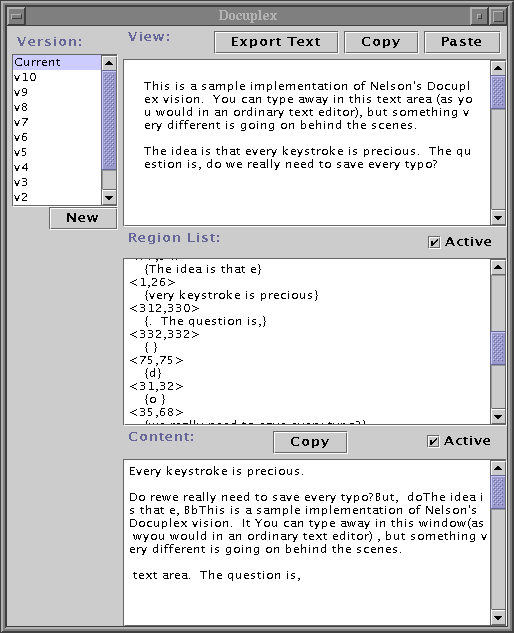 Docuplex
Version: View: Export Text Copy Paste
Current
v10
v9
v8
v7
v6
v5
v4
v3
v2
New
This is a sample implementation of Nelson's Docupl
ex vision.  You can type away in this text area (as yo
u would in an ordinary text editor), but something v
ery different is going on behind the scenes.
The idea is that every keystroke is precious.  The qu
estion is, do we really need to save every typo?
Region List: Active
{The idea is that e}
<1,26>
{very keystroke is precious}
<312,330>
{.  The question is,}
<332,332>
{ }
<75,75>
{d}
<31,32>
{o }
<35,68>
Content: Copy Active
Every keystroke is precious.
Do rewe really need to save every typo?But,  doThe idea i
s that e, BbThis is a sample implementation of Nelson's
Docuplex vision.  It You can type away in this window(as
wyou would in an ordinary text editor) , but something v
ery different is going on behind the scenes.
text area.  The question is,